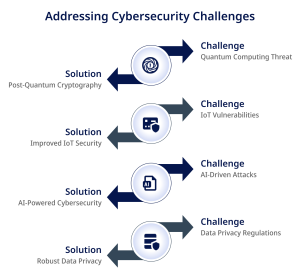 Addressing Cybersecurity Challenges
Challenge
Quantum Computing Threat
Solution
Post-Quantum Cryptography
Challenge
IoT Vulnerabilities
Solution
Improved IoT Security
Challenge
AI-Driven Attacks
AI
Solution
AI-Powered Cybersecurity
Challenge
Data Privacy Regulations
Solution
Robust Data Privacy